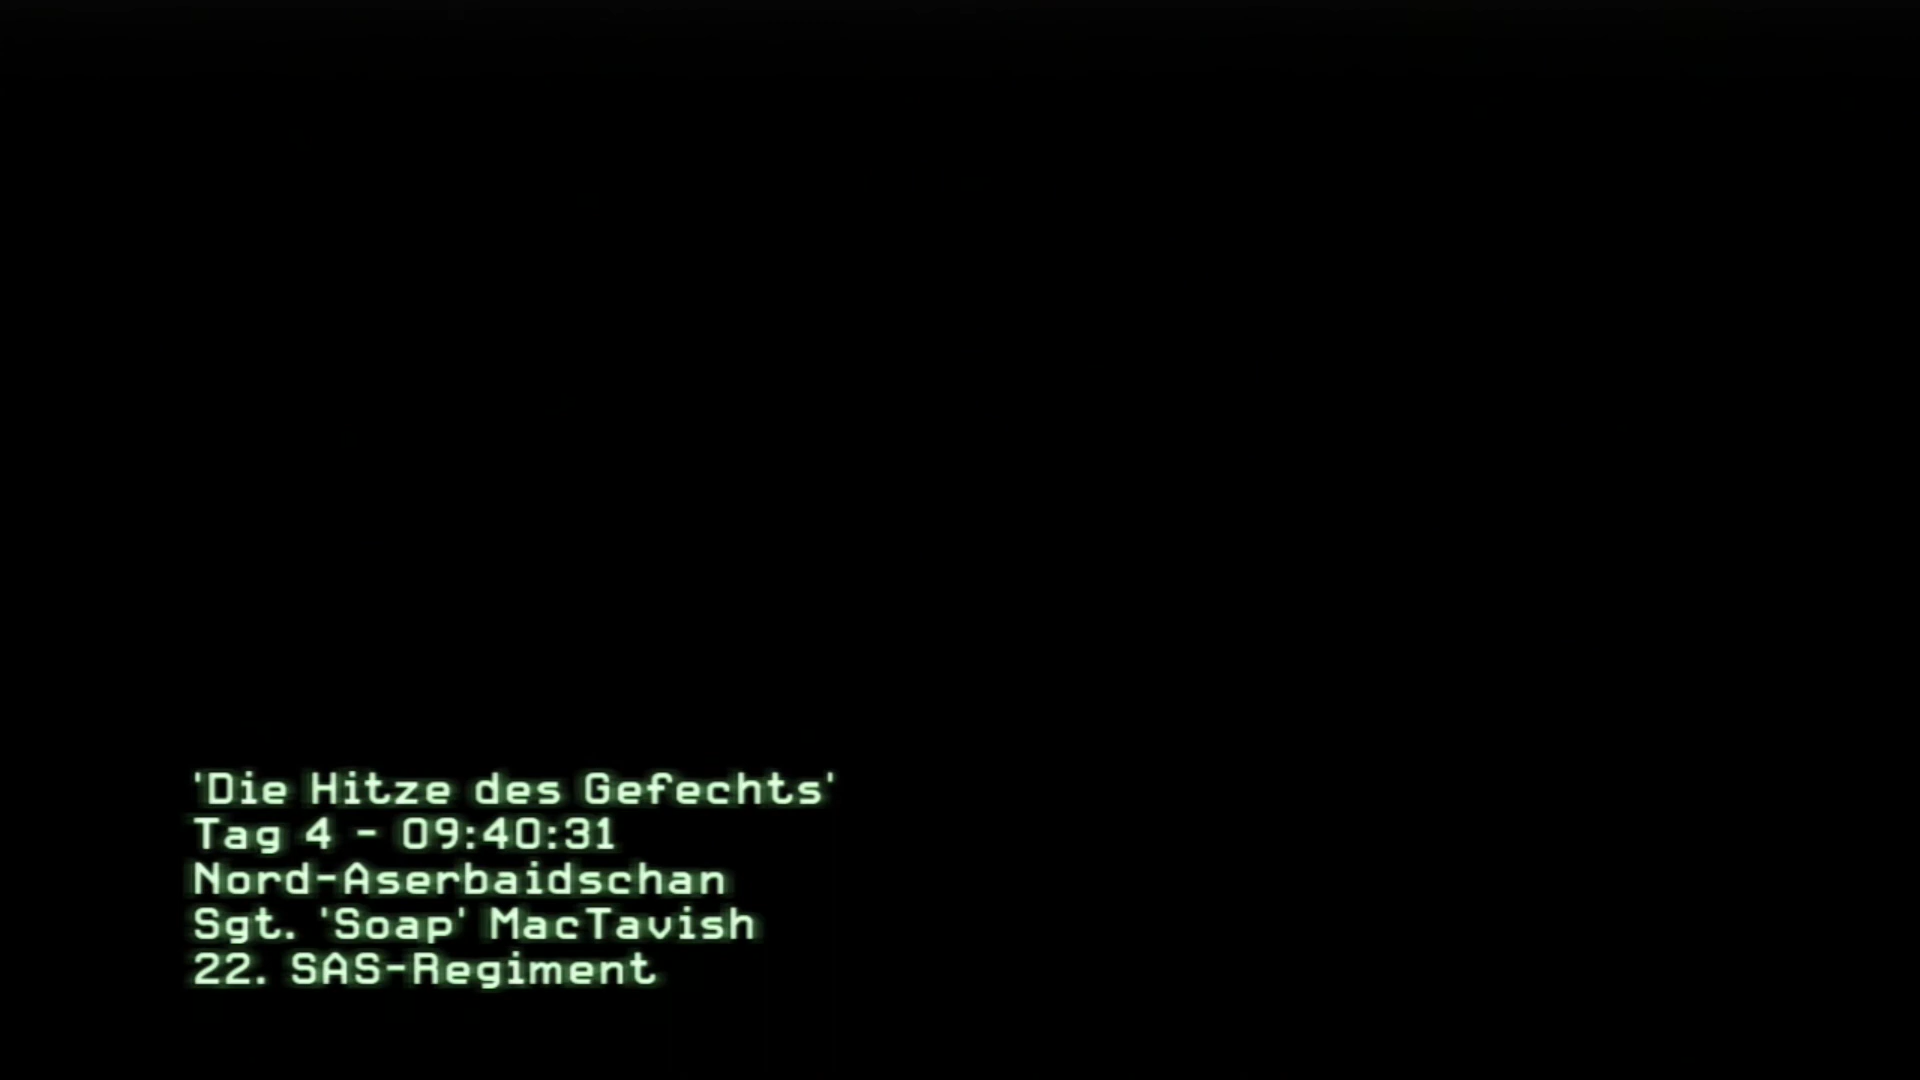 'Die Hitze des Gefechts'
Tag 4 - 09:40:31
Nord-Aserbaidschan
Sgt. 'Soap' MacTavish
22. SAS-Regiment